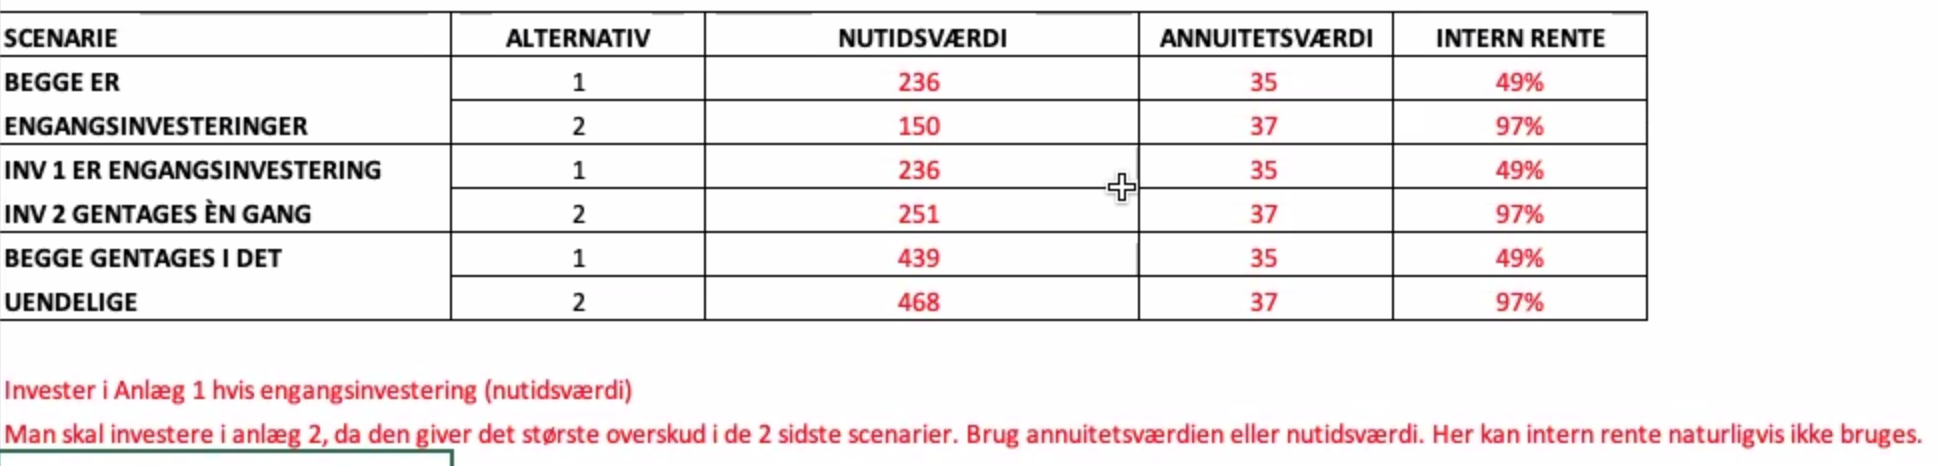 SCENARIE ALTERNATIV NUTIDSVÆRDI ANNUITETSVÆRDI INTERN RENTE
BEGGE ER 1 236 35 49%
ENGANGSINVESTERINGER 2 150 37 97%
INV 1 ER ENGANGSINVESTERING 1 236 35 49%
INV 2 GENTAGES ÈN GANG 2 251 37 97%
BEGGE GENTAGES I DET 1 439 35 49%
UENDELIGE 2 468 37 97%
Invester i Anlæg 1 hvis engangsinvestering (nutidsværdi)
Man skal investere i anlæg 2, da den giver det største overskud i de 2 sidste scenarier. Brug annuitetsværdien eller nutidsværdi. Her kan intern rente naturligvis ikke bruges.